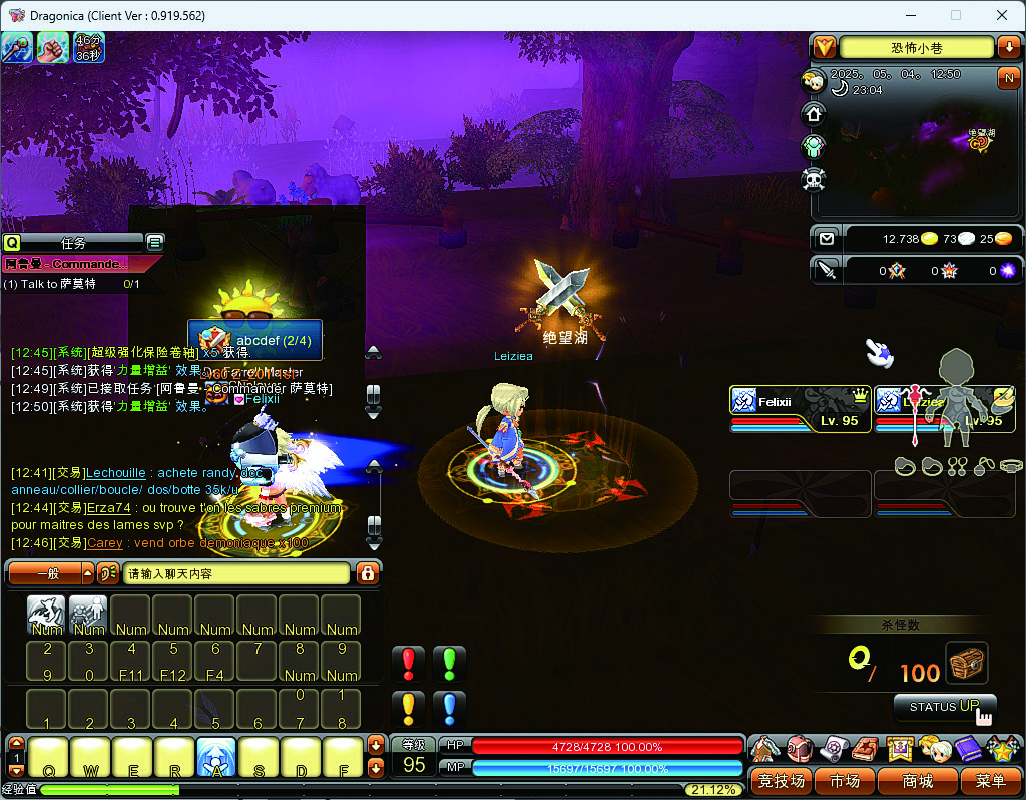 Dragonica (Client Ver : 0.919.562)
46分
36秒
恐怖小巷
N
2025。 05。 04。 12:50
23:04
绝望湖
12.738 73 25
0 0 0
Q 任务
阿鲁曼 - Commande...
(1) Talk to 萨莫特 0/1
abcdef (2/4)
绝望湖
Leiziea
[12:45][系统][超级强化保险卷轴] x5 获得.
[12:45][系统]获得'力量增益' 效果。
[12:49][系统]已接取任务'[阿鲁曼 - Commander 萨莫特]
[12:50][系统]获得'力量增益' 效果。
Felixii
Felixii
Lv. 95
Leiziea
Lv. 95
[12:41][交易]Lechouille : achete randy doc
anneau/collier/boucle/ dos/botte 35k/u
[12:44][交易]Erza74 : ou trouve t'on les sabres premium
pour maitres des lames svp ?
[12:46][交易]Carey : vend orbe demoniaque x100
一般
请输入聊天内容
Num Num Num Num Num Num Num Num
2 3 4 5 6 7 8 9
9 0 F11 F12 F4 Num Num
0 1
1 2 3 4 5 6 7 8
杀怪数
0/ 100
STATUS UP
1
Q W E R A S D F
等级
95
HP 4728/4728 100.00%
MP 15697/15697 100.00%
竞技场 市场 商城 菜单
经验值 21.12%